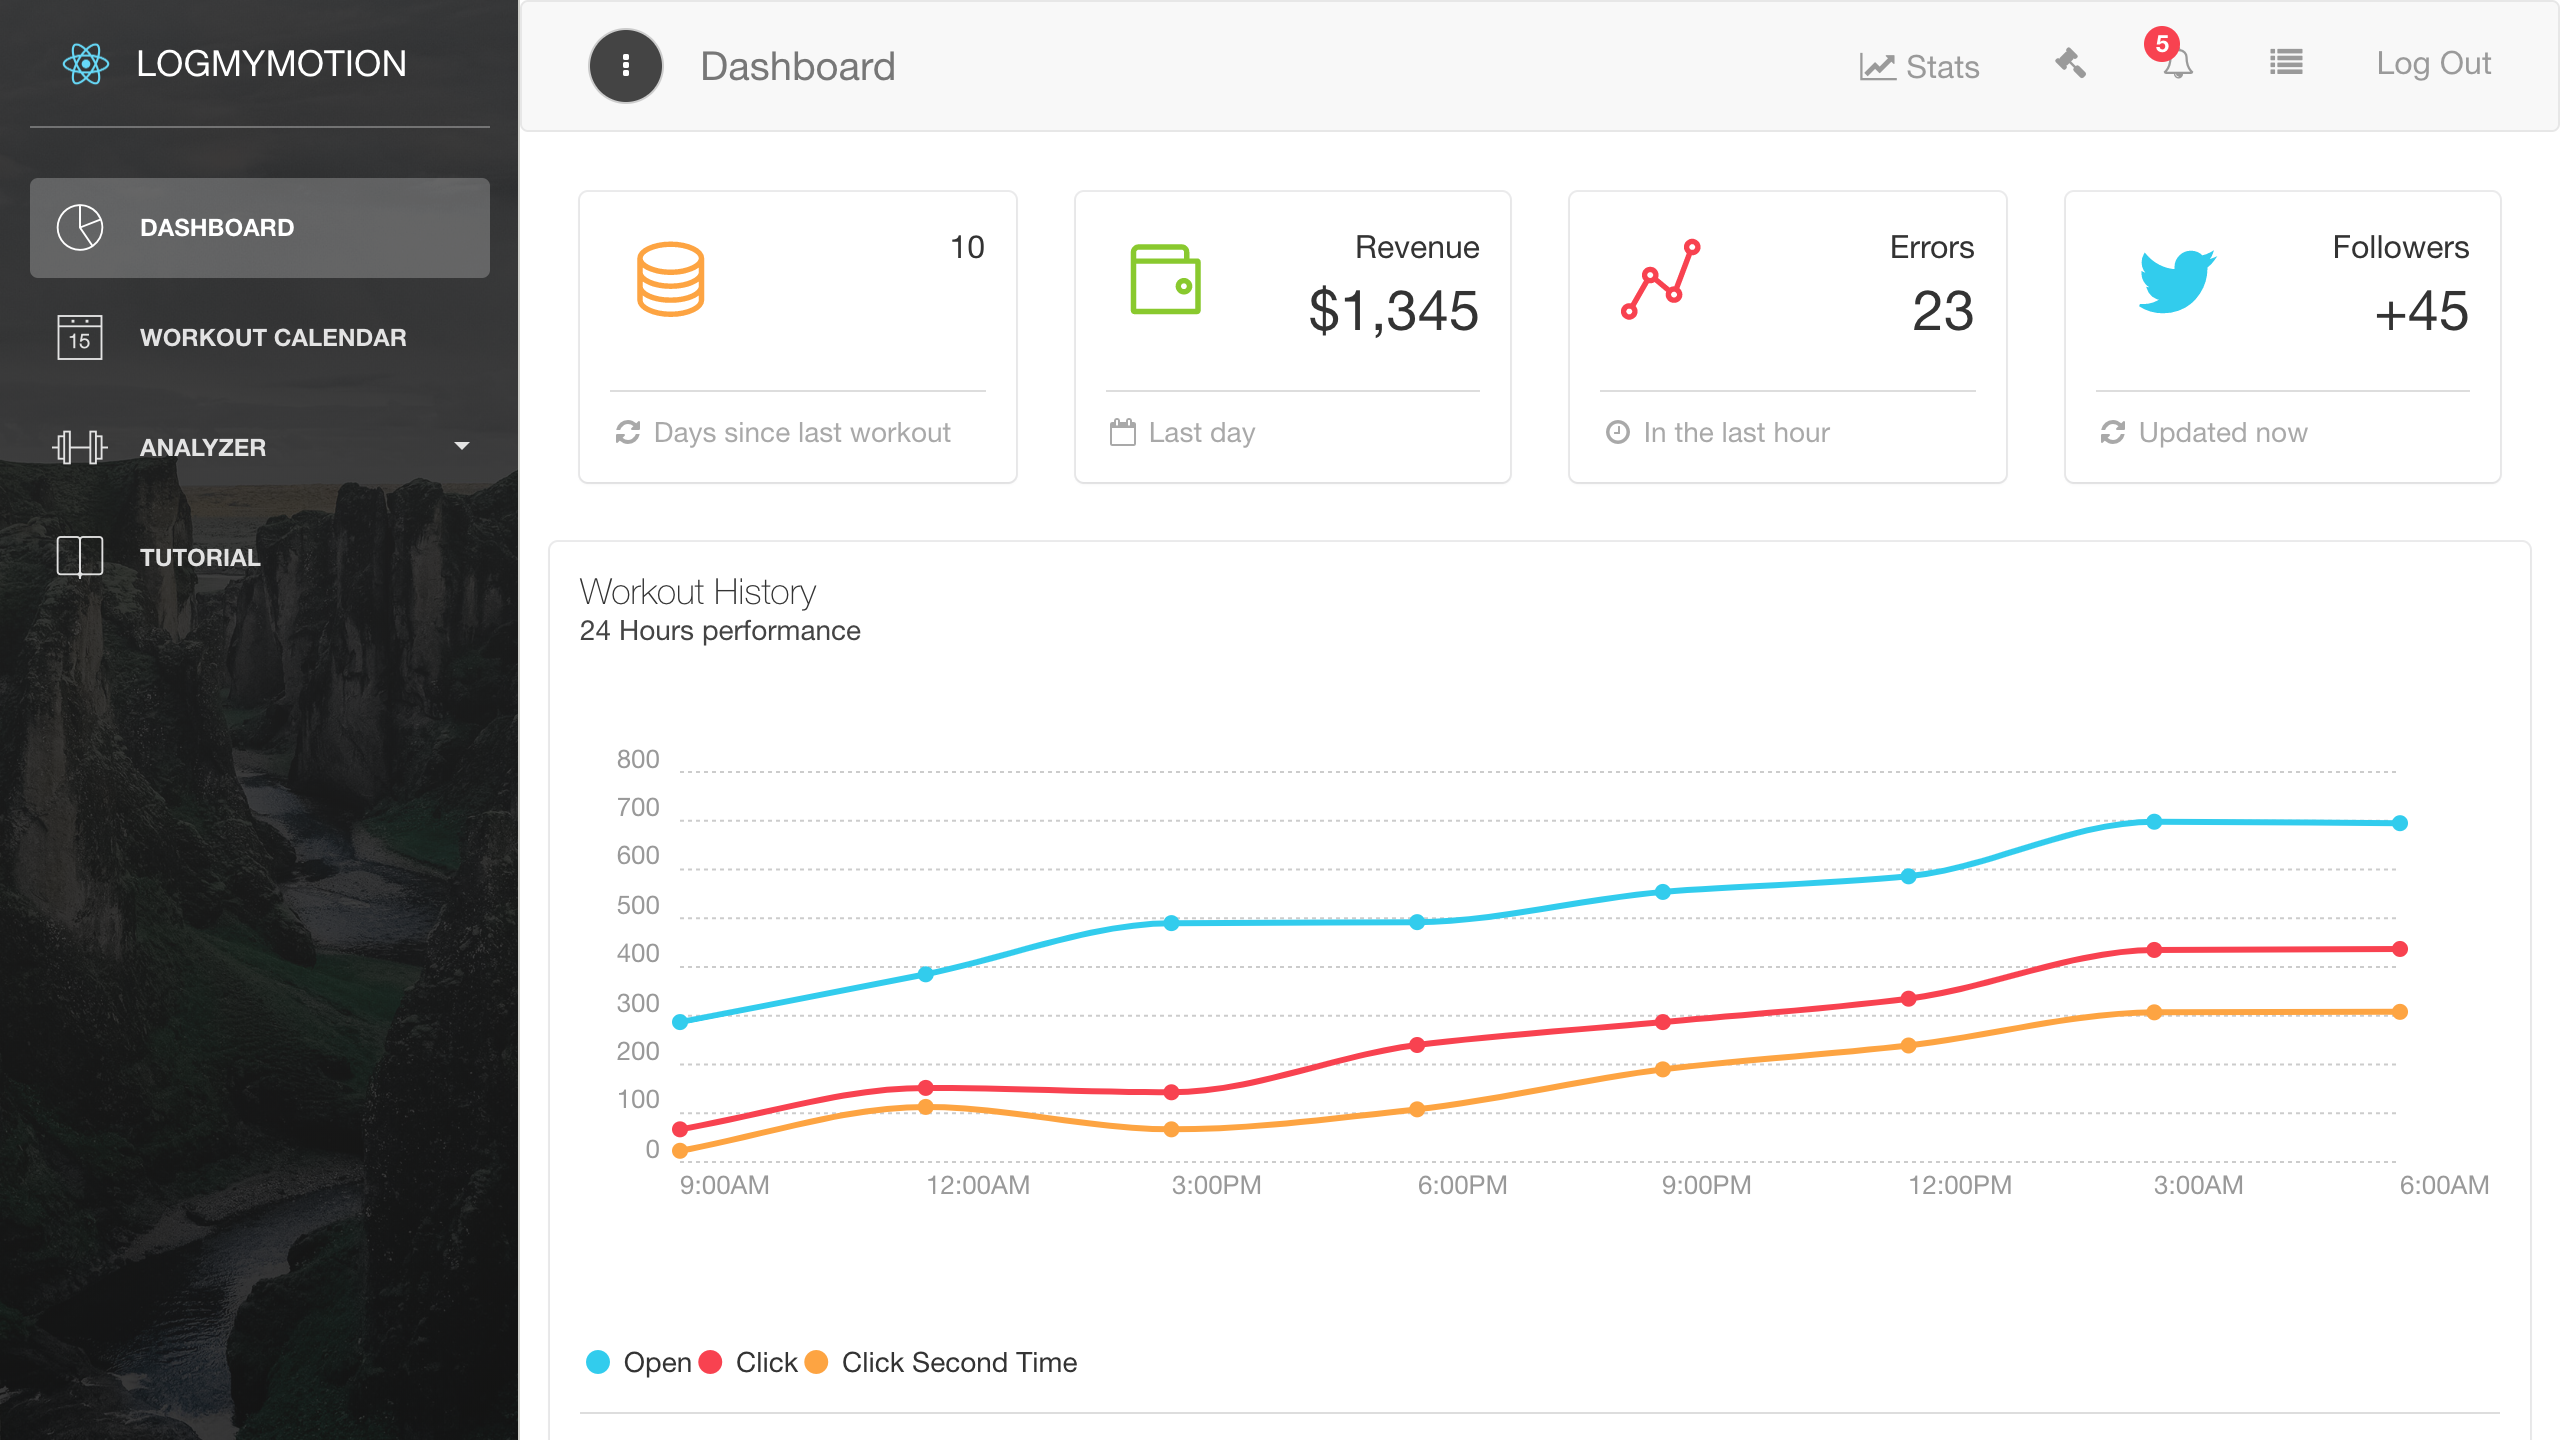 LOGMYMOTION
DASHBOARD
15
WORKOUT CALENDAR
ANALYZER
TUTORIAL
Dashboard
Stats
5
Log Out
10
Days since last workout
Revenue
$1,345
Last day
Errors
23
In the last hour
Followers
+45
Updated now
Workout History
24 Hours performance
800
700
600
500
400
300
200
100
0
9:00AM 12:00AM 3:00PM 6:00PM 9:00PM 12:00PM 3:00AM 6:00AM
Open Click Click Second Time